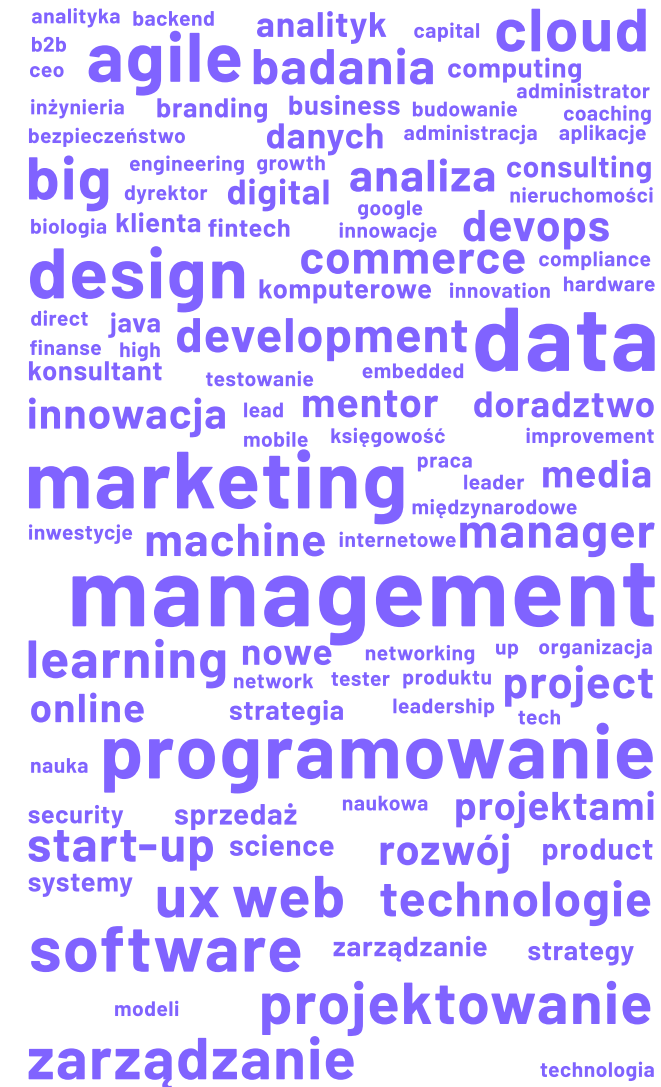 analityka backend analityk capital cloud
b2b agile badania computing
ceo administrator
inżynieria branding business budowanie coaching
bezpieczeństwo danych administracja aplikacje
big engineering growth analiza consulting
dyrektor digital nieruchomości
google
biologia klienta fintech innowacje devops
design commerce compliance
komputerowe innovation hardware
direct java development data
finanse high
konsultant testowanie embedded
innowacja lead mentor doradztwo
mobile księgowość improvement
marketing praca media
leader
międzynarodowe
inwestycje machine internetowe manager
management
learning nowe networking up organizacja
network tester produktu project
online strategia leadership tech
nauka programowanie
security sprzedaż naukowa projektami
start-up science rozwój product
systemy ux web technologie
software zarządzanie strategy
modeli projektowanie
zarządzanie technologia